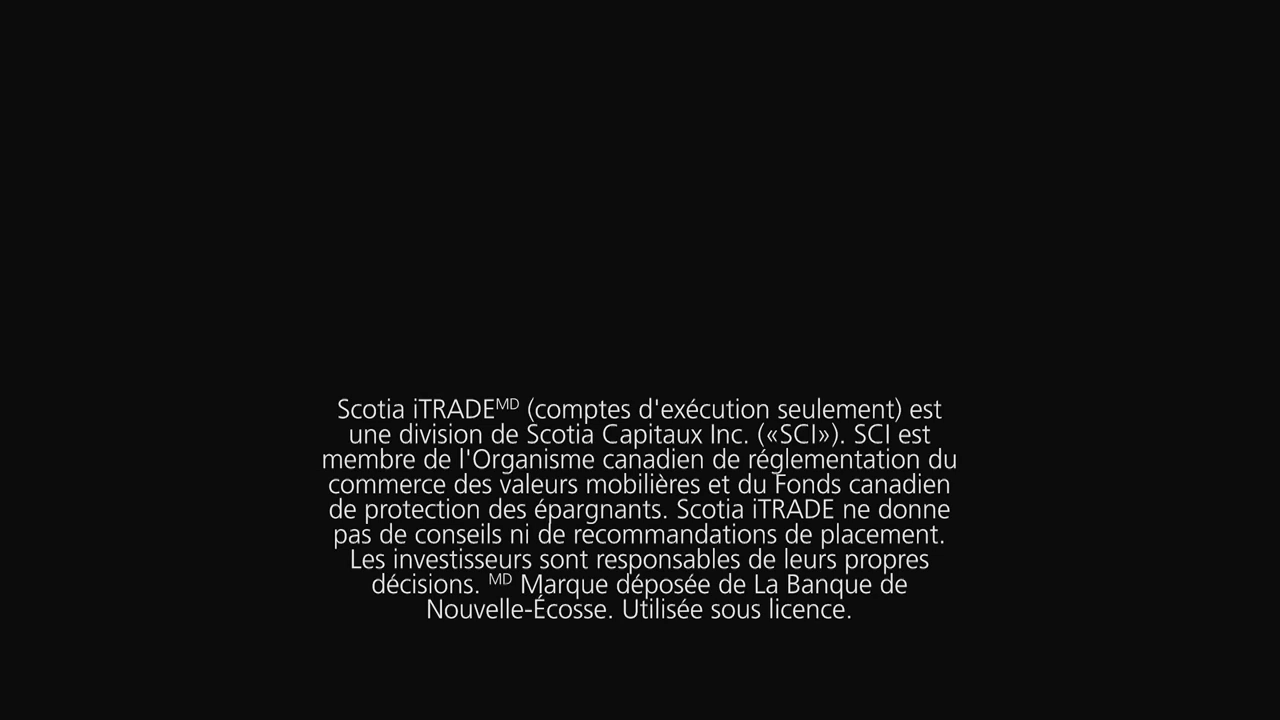 Scotia iTRADEᴹᴰ (comptes d'exécution seulement) est
une division de Scotia Capitaux Inc. («SCI»). SCI est
membre de l'Organisme canadien de réglementation du
commerce des valeurs mobilières et du Fonds canadien
de protection des épargnants. Scotia iTRADE ne donne
pas de conseils ni de recommandations de placement.
Les investisseurs sont responsables de leurs propres
décisions. ᴹᴰ Marque déposée de La Banque de
Nouvelle-Écosse. Utilisée sous licence.